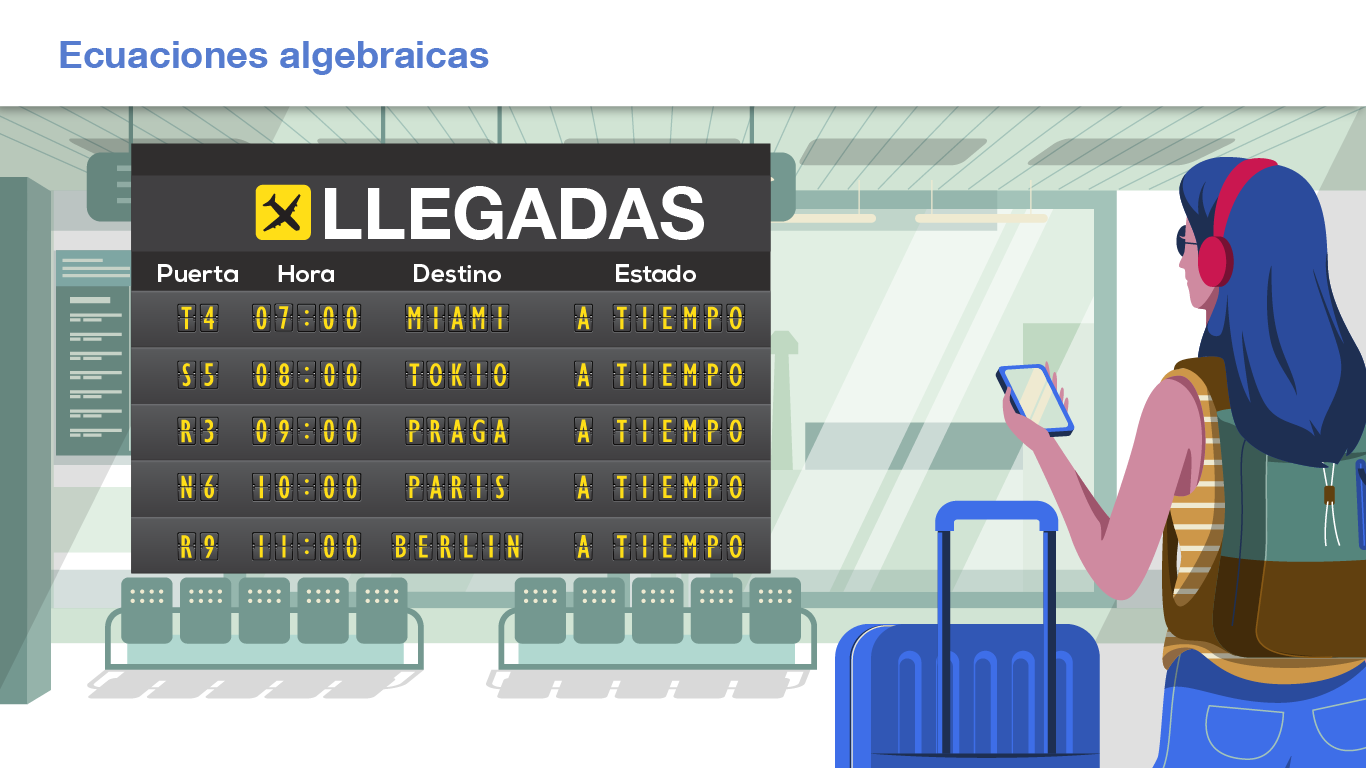 Ecuaciones algebraicas
LLEGADAS
Puerta Hora Destino Estado
T4 07:00 MIAMI A TIEMPO
S5 08:00 TOKIO A TIEMPO
R3 09:00 PRAGA A TIEMPO
N6 10:00 PARIS A TIEMPO
R9 11:00 BERLIN A TIEMPO